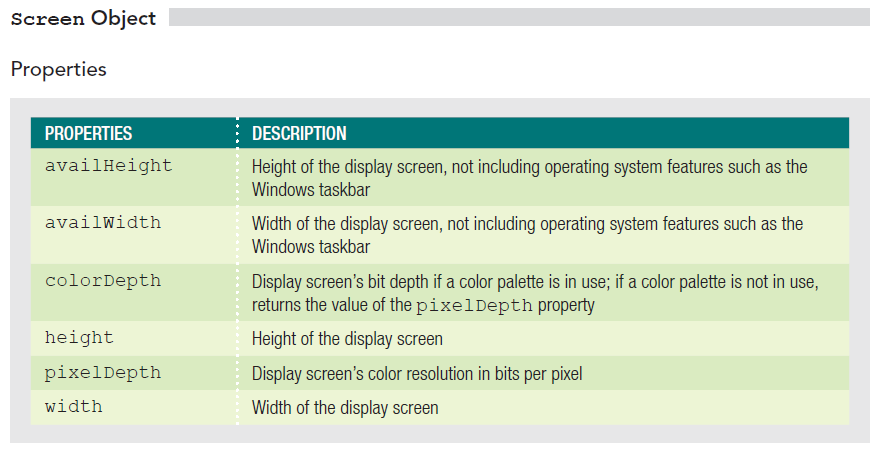 Screen Object
Properties
PROPERTIES DESCRIPTION
availHeight Height of the display screen, not including operating system features such as the
Windows taskbar
availWidth Width of the display screen, not including operating system features such as the
Windows taskbar
colorDepth Display screen’s bit depth if a color palette is in use; if a color palette is not in use,
returns the value of the pixelDepth property
height Height of the display screen
pixelDepth Display screen’s color resolution in bits per pixel
width Width of the display screen